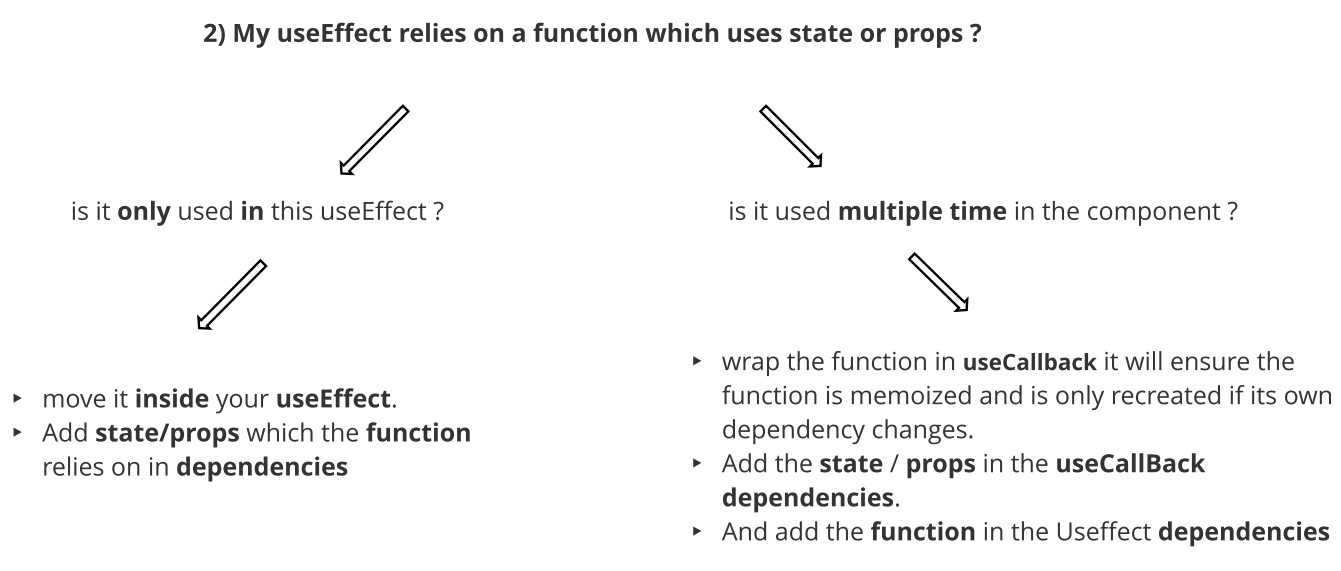 2) My useEffect relies on a function which uses state or props ?
is it only used in this useEffect ?
is it used multiple time in the component ?
‣ move it inside your useEffect.
‣ Add state/props which the function
relies on in dependencies
‣ wrap the function in useCallback it will ensure the
function is memoized and is only recreated if its own
dependency changes.
‣ Add the state / props in the useCallBack
dependencies.
‣ And add the function in the Useffect dependencies